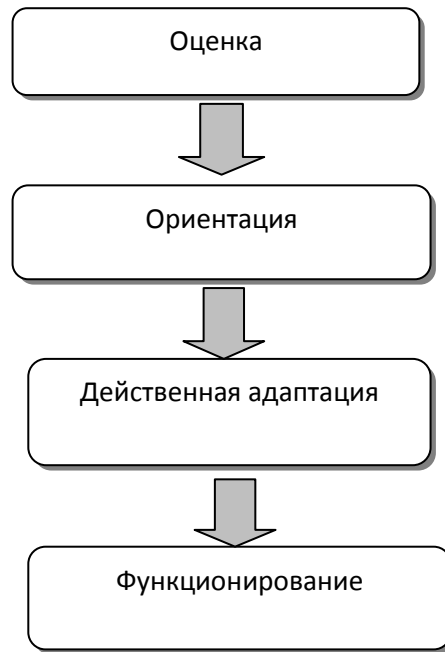 Оценка
Ориентация
Действенная адаптация
Функционирование